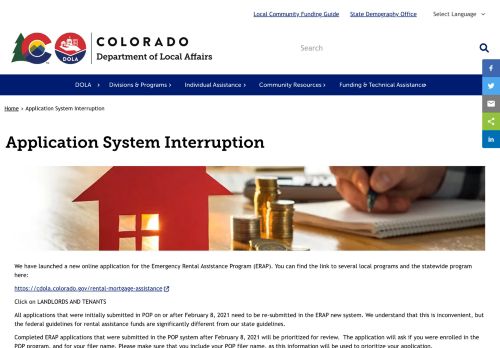 Local Community Funding Guide State Demography Office Select Language
COLORADO
Department of Local Affairs
DOLA
Search
DOLA Divisions & Programs Individual Assistance Community Resources Funding & Technical Assistance
Home > Application System Interruption
Application System Interruption
We have launched a new online application for the Emergency Rental Assistance Program (ERAP). You can find the link to several local programs and the statewide program
here:
https://cdola.colorado.gov/rental-mortgage-assistance
Click on LANDLORDS AND TENANTS
All applications that were initially submitted in POP on or after February 8, 2021 need to be re-submitted in the ERAP new system. We understand that this is inconvenient, but
the federal guidelines for rental assistance funds are significantly different from our state guidelines.
Completed ERAP applications that were submitted in the POP system after February 8, 2021 will be prioritized for review. The application will ask if you were enrolled in the
POP program, and for your filer name. Please make sure that you include your POP filer name, as this information will be used to prioritize your application.